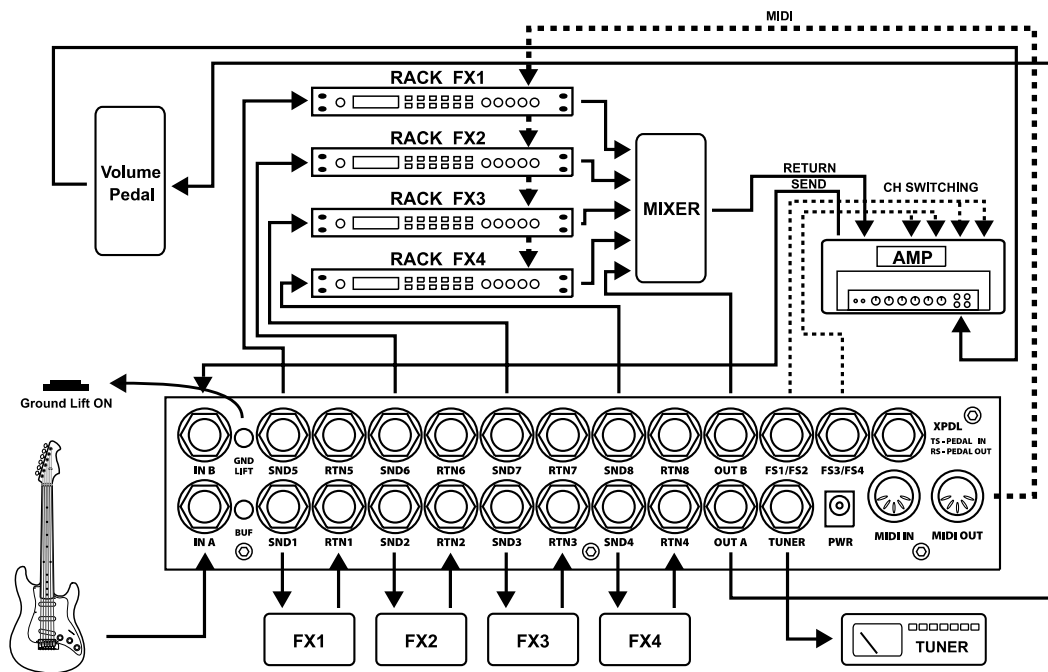 MIDI
RACK FX1
RACK FX2
RACK FX3
RACK FX4
Volume
Pedal
MIXER
RETURN
SEND
CH SWITCHING
AMP
Ground Lift ON
IN B
GND
LIFT
SND5
RTN5
SND6
RTN6
SND7
RTN7
SND8
RTN8
OUT B
FS1/FS2
FS3/FS4
XPDL
TS - PEDAL IN
RS - PEDAL OUT
IN A
BUF
SND1
RTN1
SND2
RTN2
SND3
RTN3
SND4
RTN4
OUT A
TUNER
PWR
MIDI IN
MIDI OUT
FX1
FX2
FX3
FX4
TUNER